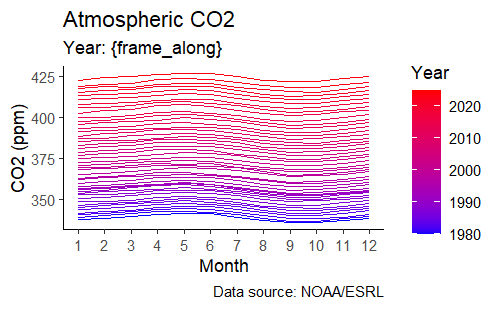 Atmospheric CO2
Year: {frame_along}
CO2 (ppm)
425
400
375
350
1 2 3 4 5 6 7 8 9 10 11 12
Month
Year
2020
2010
2000
1990
1980
Data source: NOAA/ESRL